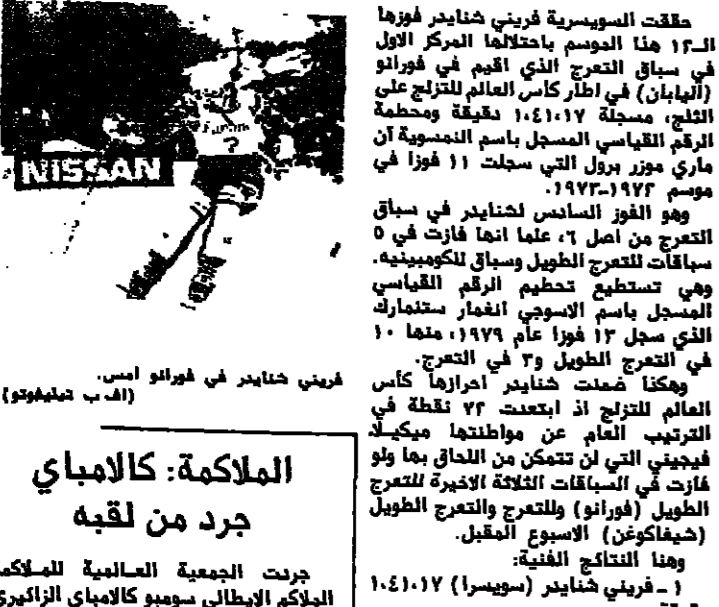 حققت السويسرية فريني شنايدر فوزها
الــ١٢ هذا الموسم باحتلالها المركز الاول
في سباق التعرج الذي اقيم في فورانو
(اليابان) في اطار كأس العالم للتزلج على
الثلج، مسجلة ١،٤١،١٧ دقيقة ومحطمة
الرقم القياسي المسجل باسم النمسوية آن
ماري موزر برول التي سجلت ١١ فوزا في
موسم ١٩٧٢ــ١٩٧٣.
وهو الفوز السادس لشنايدر في سباق
التعرج من اصل ٦، علما انها فازت في ٥
سباقات للتعرج الطويل وسباق للكومبينيه.
وهي تستطيع تحطيم الرقم القياسي
المسجل باسم الاسوجي انغمار ستنمارك
الذي سجل ١٣ فوزا عام ١٩٧٩، منها ١٠
في التعرج الطويل و٣ في التعرج.
وهكذا ضمنت شنايدر احرازها كأس
العالم للتزلج اذ ابتعدت ٧٢ نقطة في
الترتيب العام عن مواطنتها ميكيلا
فيجيني التي لن تتمكن من اللحاق بها ولو
فازت في السباقات الثلاثة الاخيرة للتعرج
الطويل (فورانو) وللتعرج والتعرج الطويل
(شيغاكوغن) الاسبوع المقبل.
وهنا النتائج الفنية:
١ ــ فريني شنايدر (سويسرا) ١،٤١،١٧
NISSAN
فريني شنايدر في فورانو امس.
(اف ب تيليفوتو)
الملاكمة: كالامباي
جرد من لقبه
جردت الجمعية العالمية للملاكمة
الملاكم الايطالي سومبو كالامباي الزائيري